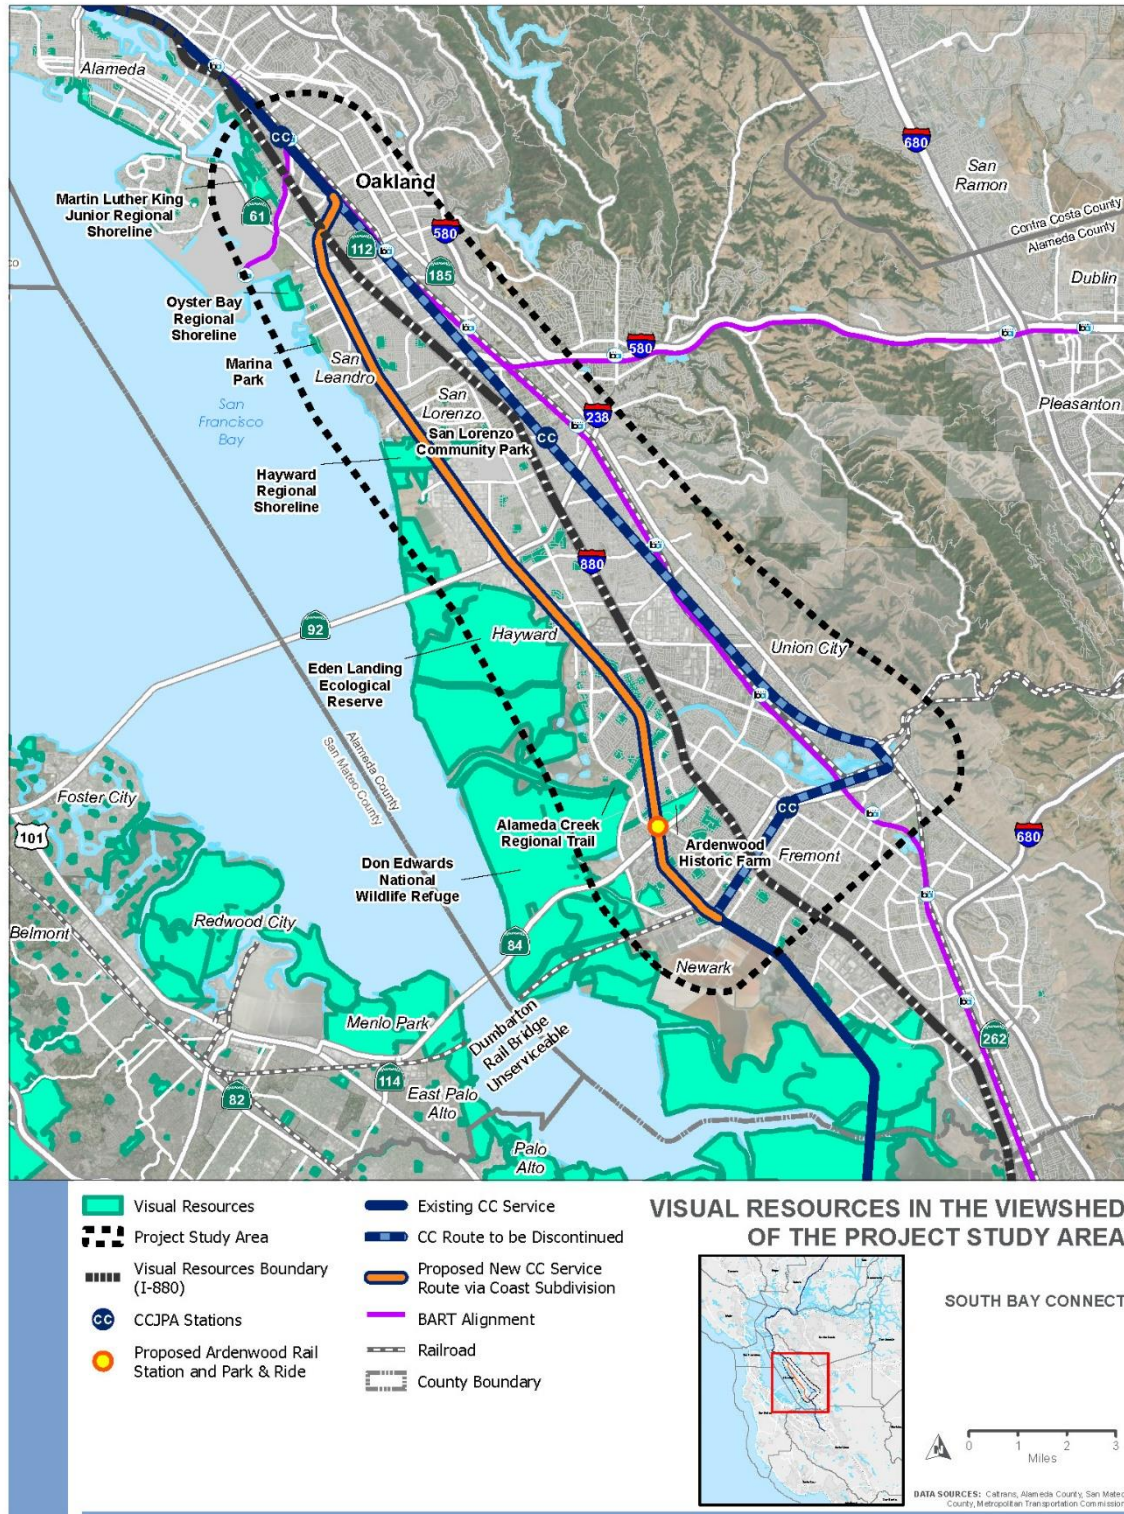 Alameda
CC
Oakland
Martin Luther King
Junior Regional
Shoreline
61
112
580
185
680
San
Ramon
Contra Costa County
Alameda County
Dublin
Oyster Bay
Regional
Shoreline
Marina
Park
San
Leandro
San
Francisco
Bay
580
238
San
Lorenzo
San Lorenzo
Community Park
CC
Pleasanton
Hayward
Regional
Shoreline
880
92
Hayward
Eden Landing
Ecological
Reserve
Union City
Alameda County
San Mateo County
Foster City
101
CC
Alameda Creek
Regional Trail
Ardenwood
Historic Farm
Fremont
680
Don Edwards
National
Wildlife Refuge
Redwood City
Belmont
84
Newark
Menlo Park
Dumbarton
Rail Bridge
Unserviceable
262
114
82
East Palo
Alto
Palo
Alto
Visual Resources
Project Study Area
Visual Resources Boundary
(I-880)
CC
CCJPA Stations
Proposed Ardenwood Rail
Station and Park & Ride
Existing CC Service
CC Route to be Discontinued
Proposed New CC Service
Route via Coast Subdivision
BART Alignment
Railroad
County Boundary
VISUAL RESOURCES IN THE VIEWSHED
OF THE PROJECT STUDY AREA
SOUTH BAY CONNECT
N
0 1 2 3
Miles
DATA SOURCES: Caltrans, Alameda County, San Mateo
County, Metropolitan Transportation Commission